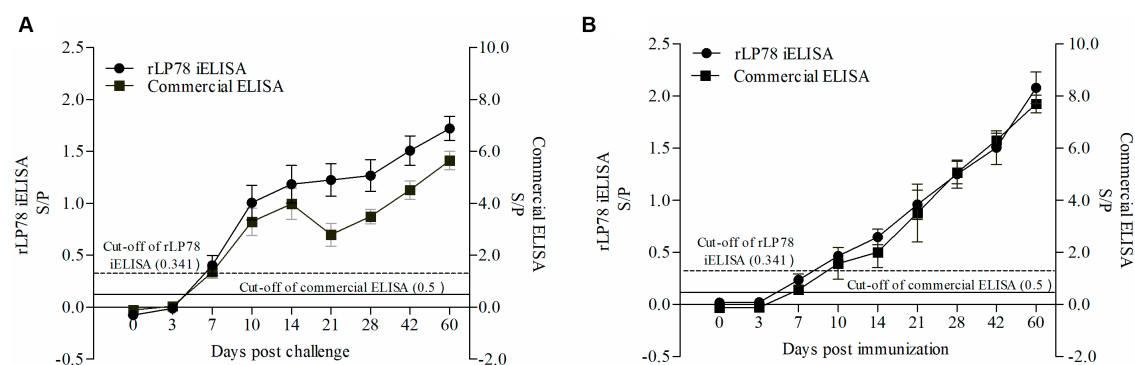 A
rLP78 iELISA
S/P
2.5
2.0
1.5
1.0
0.5
0.0
-0.5
rLP78 iELISA
Commercial ELISA
Cut-off of rLP78
iELISA (0.341)
Cut-off of commercial ELISA (0.5 )
0 3 7 10 14 21 28 42 60
Days post challenge
10.0
8.0
6.0
4.0
2.0
0.0
-2.0
Commercial ELISA
S/P
B
rLP78 iELISA
S/P
2.5
2.0
1.5
1.0
0.5
0.0
-0.5
rLP78 iELISA
Commercial ELISA
Cut-off of rLP78
iELISA (0.341)
Cut-off of commercial ELISA (0.5 )
0 3 7 10 14 21 28 42 60
Days post immunization
10.0
8.0
6.0
4.0
2.0
0.0
-2.0
Commercial ELISA
S/P